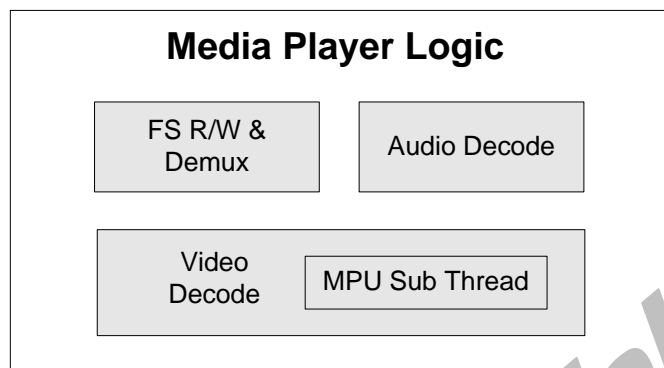 Media Player Logic
FS R/W &
Demux
Audio Decode
Video
Decode
MPU Sub Thread